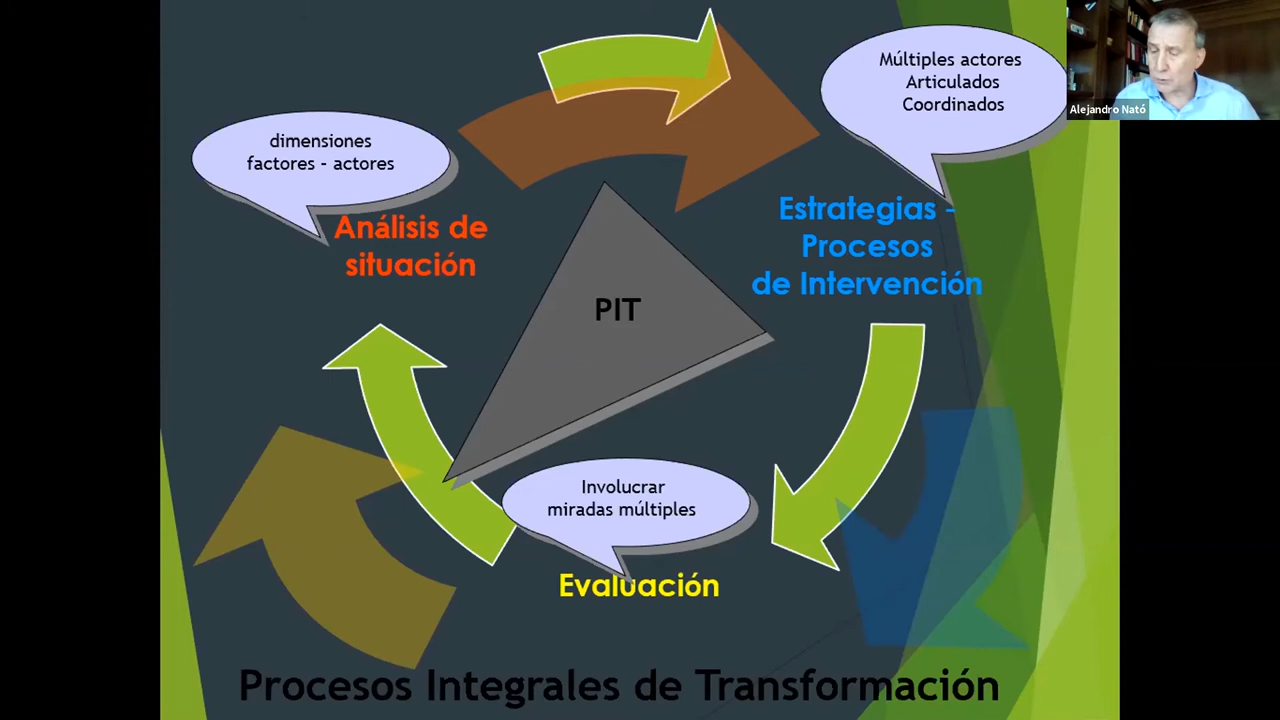 Múltiples actores
Articulados
Coordinados
Alejandro Nató
dimensiones
factores - actores
Análisis de
situación
Estrategias -
Procesos
de Intervención
PIT
Involucrar
miradas múltiples
Evaluación
Procesos Integrales de Transformación